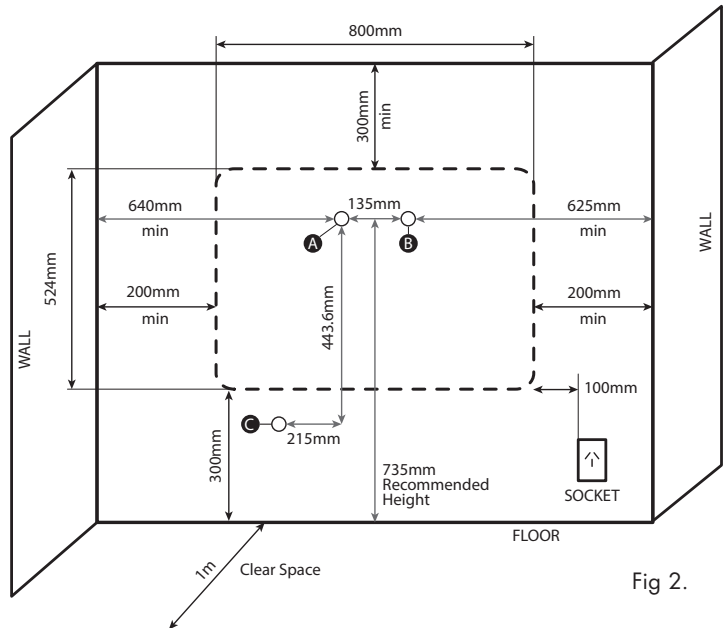 800mm
300mm
min
640mm
min
135mm
625mm
min
A
B
WALL
524mm
200mm
min
443.6mm
200mm
min
WALL
100mm
C
215mm
300mm
735mm
Recommended
Height
SOCKET
FLOOR
1m
Clear Space
Fig 2.